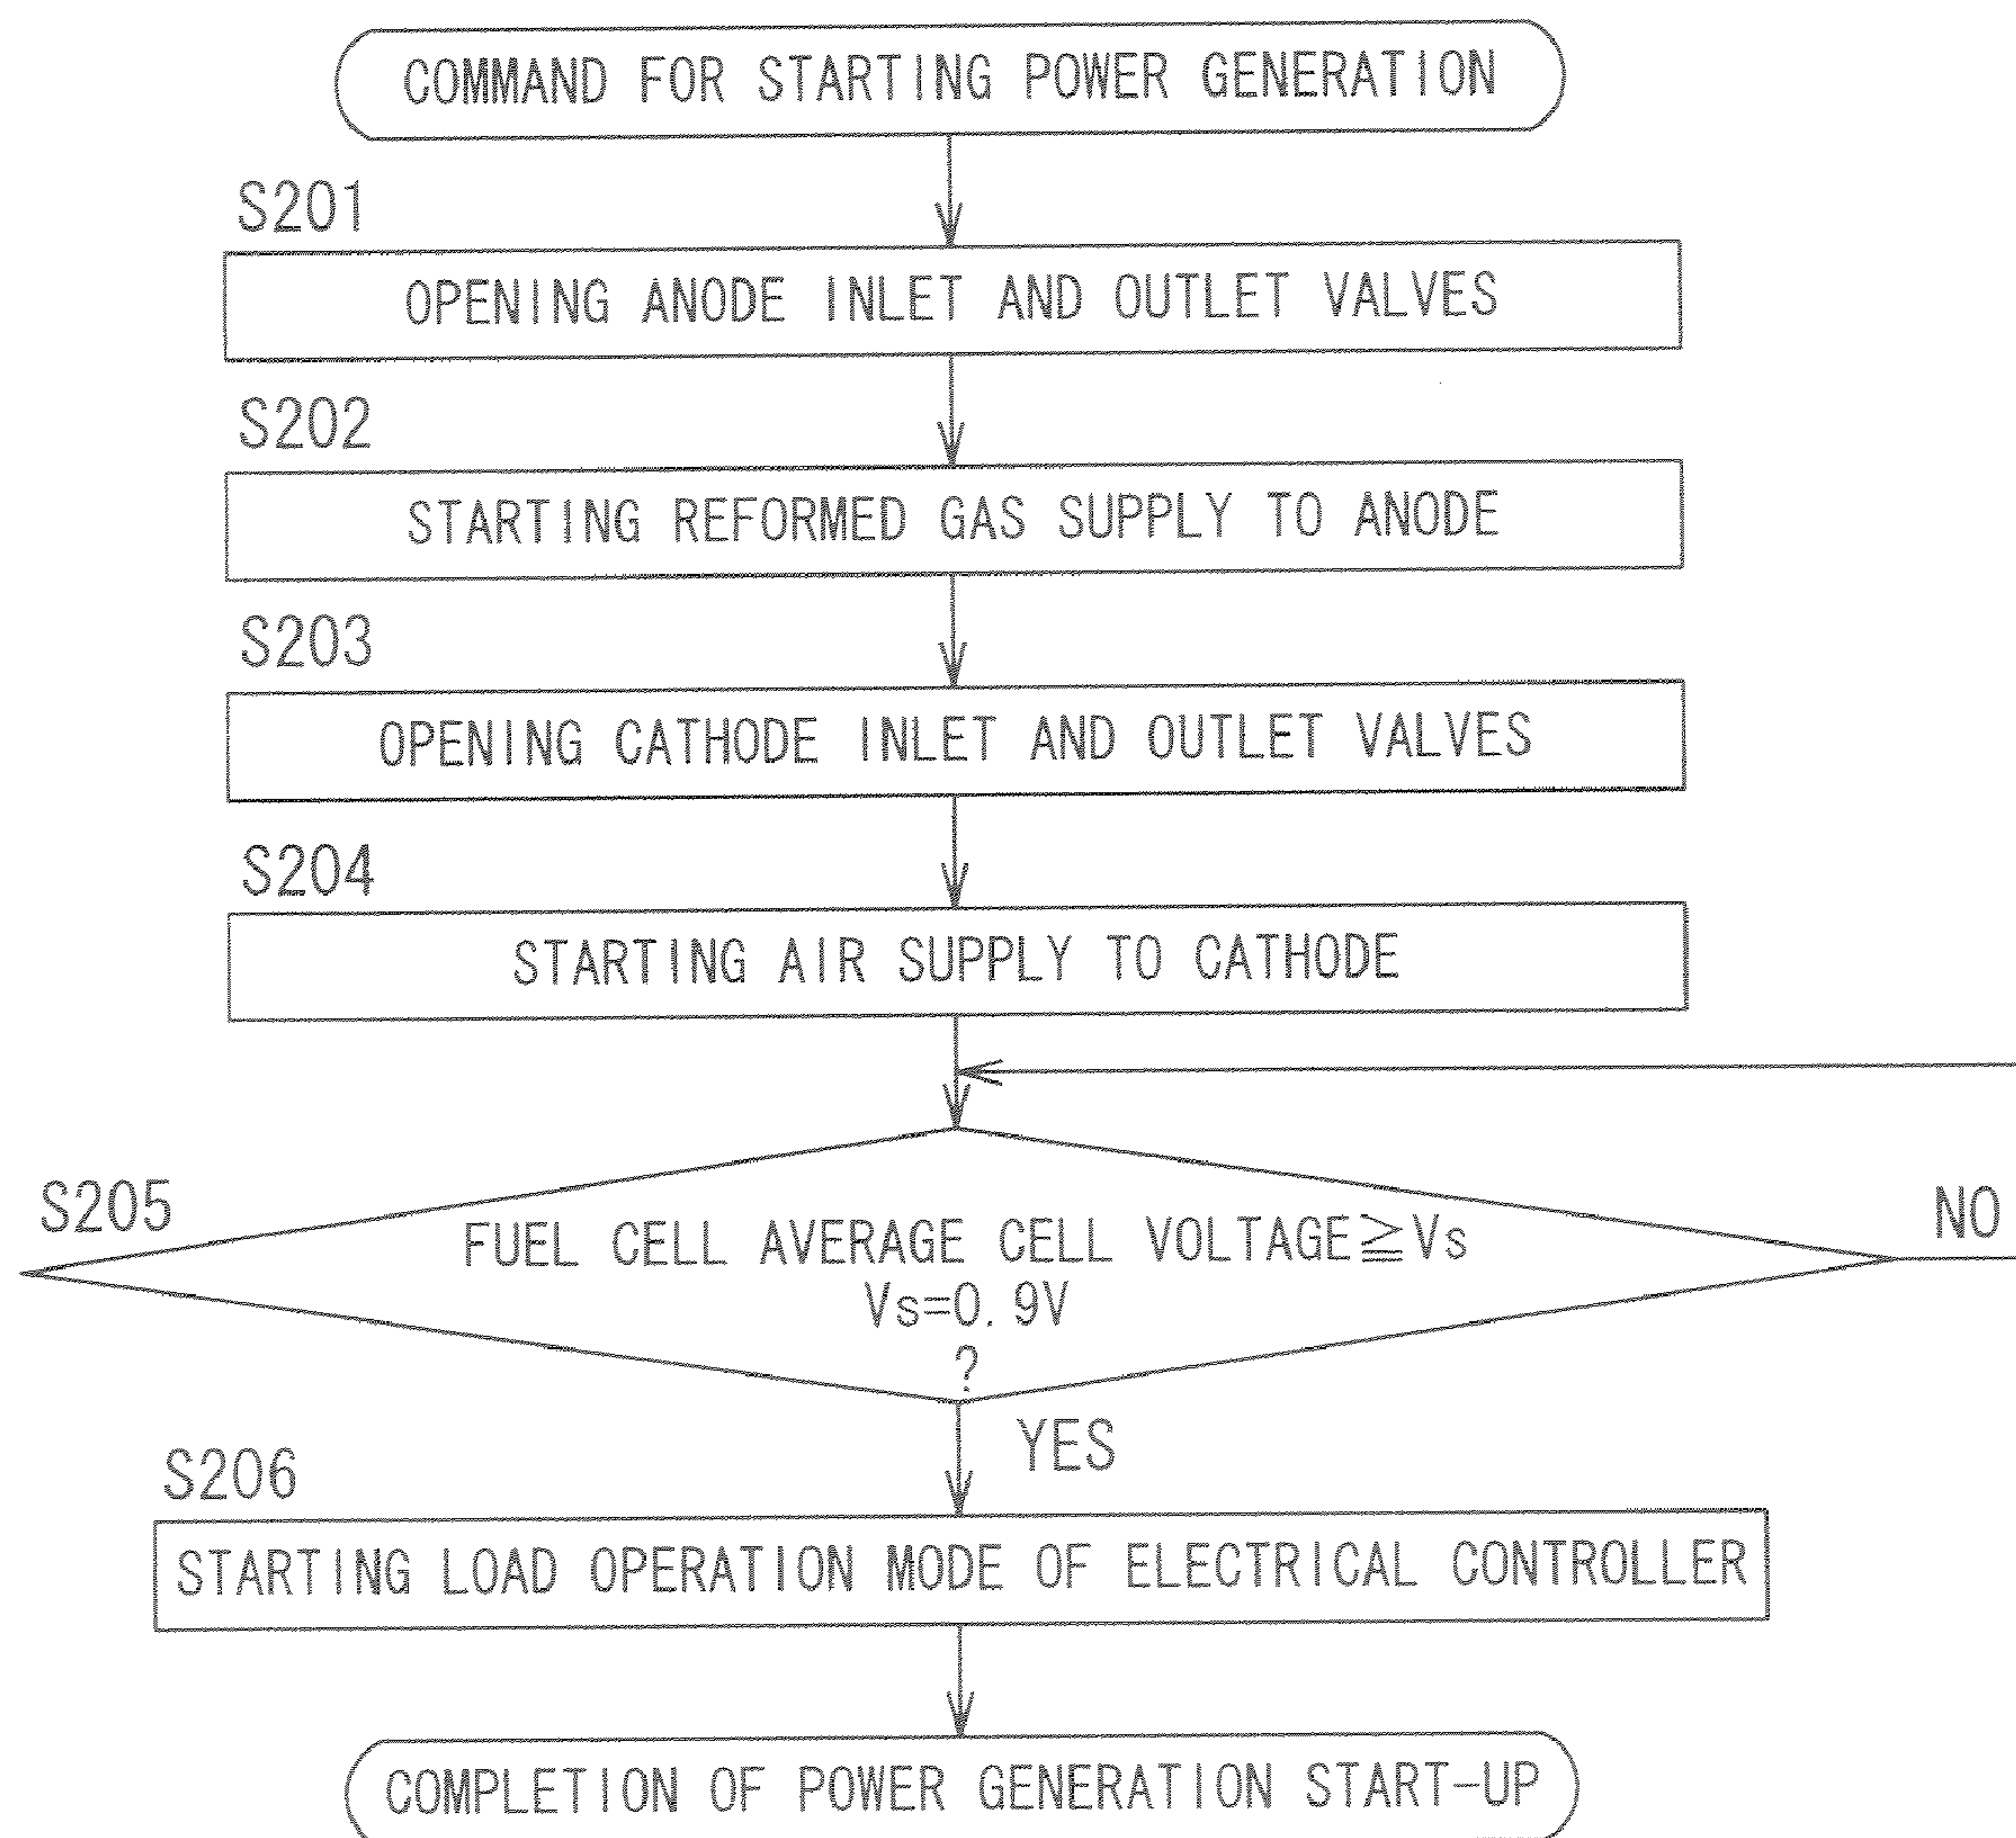 COMMAND FOR STARTING POWER GENERATION
S201
OPENING ANODE INLET AND OUTLET VALVES
S202
STARTING REFORMED GAS SUPPLY TO ANODE
S203
OPENING CATHODE INLET AND OUTLET VALVES
S204
STARTING AIR SUPPLY TO CATHODE
S205
FUEL CELL AVERAGE CELL VOLTAGE≧Vs
NO
Vs=0.9V
?
YES
S206
STARTING LOAD OPERATION MODE OF ELECTRICAL CONTROLLER
COMPLETION OF POWER GENERATION START-UP